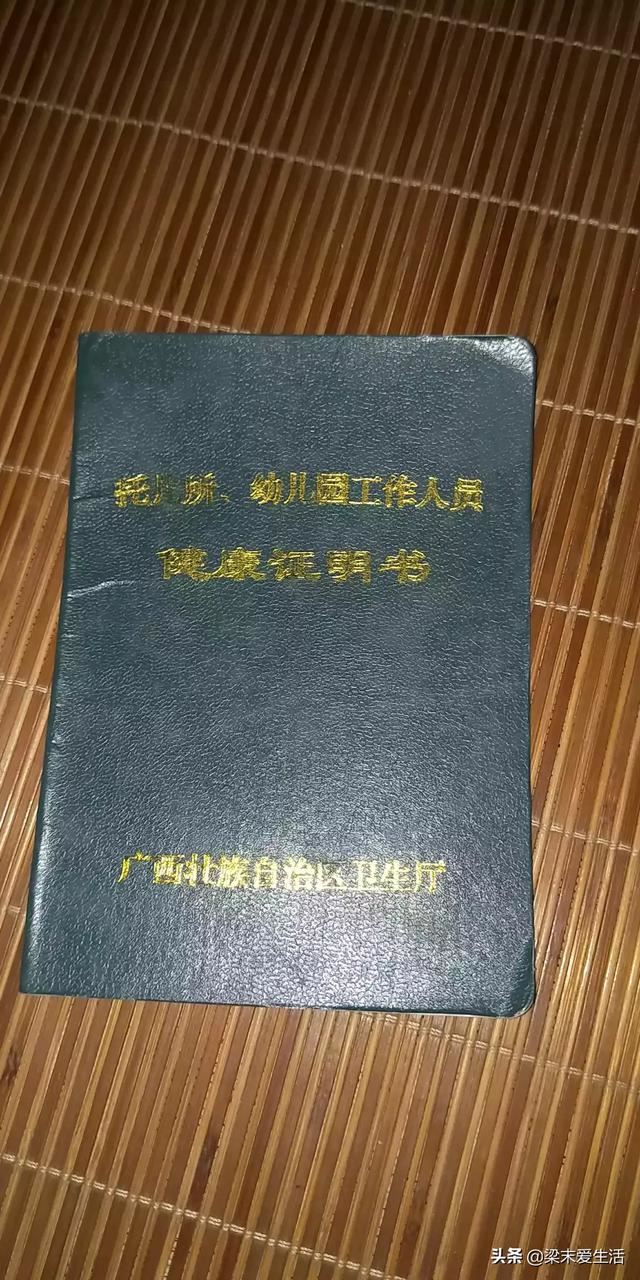 托儿所、幼儿园工作人员
健康证明书
广西壮族自治区卫生厅
头条 @梁末爱生活